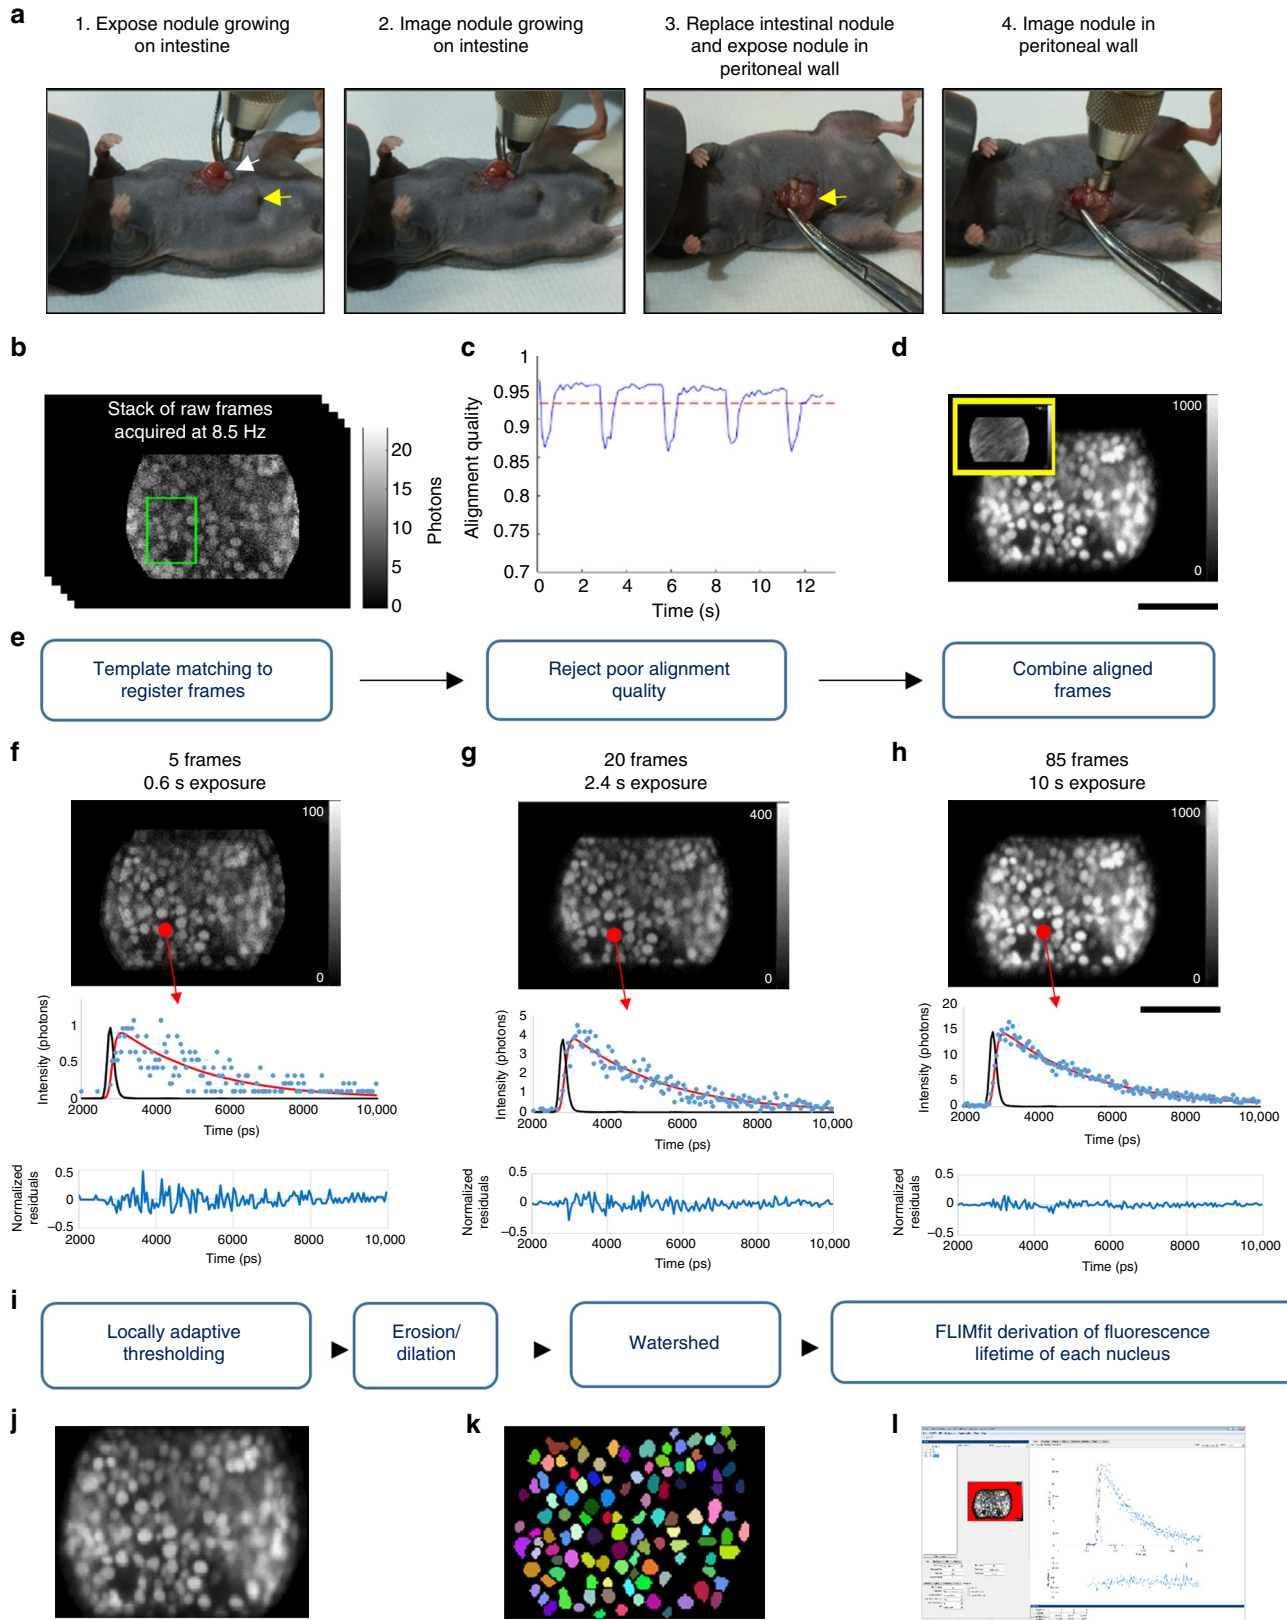 a
1. Expose nodule growing
on intestine
2. Image nodule growing
on intestine
3. Replace intestinal nodule
and expose nodule in
peritoneal wall
4. Image nodule in
peritoneal wall
b
Stack of raw frames
acquired at 8.5 Hz
20
15
10
5
0
Photons
c
1
0.95
0.9
0.85
0.8
0.75
0.7
Alignment quality
0 2 4 6 8 10 12
Time (s)
d
1000
0
e
Template matching to
register frames
Reject poor alignment
quality
Combine aligned
frames
f
5 frames
0.6 s exposure
100
0
Intensity (photons)
1
0.5
0
2000 4000 6000 8000 10,000
Time (ps)
Normalized
residuals
0.5
0
–0.5
2000 4000 6000 8000 10,000
Time (ps)
g
20 frames
2.4 s exposure
400
0
Intensity (photons)
5
4
3
2
1
0
2000 4000 6000 8000 10,000
Time (ps)
Normalized
residuals
0.5
0
–0.5
2000 4000 6000 8000 10,000
Time (ps)
h
85 frames
10 s exposure
1000
0
Intensity (photons)
20
15
10
5
0
2000 4000 6000 8000 10,000
Time (ps)
Normalized
residuals
0.5
0
–0.5
2000 4000 6000 8000 10,000
Time (ps)
i
Locally adaptive
thresholding
Erosion/
dilation
Watershed
FLIMfit derivation of fluorescence
lifetime of each nucleus
j
k
l